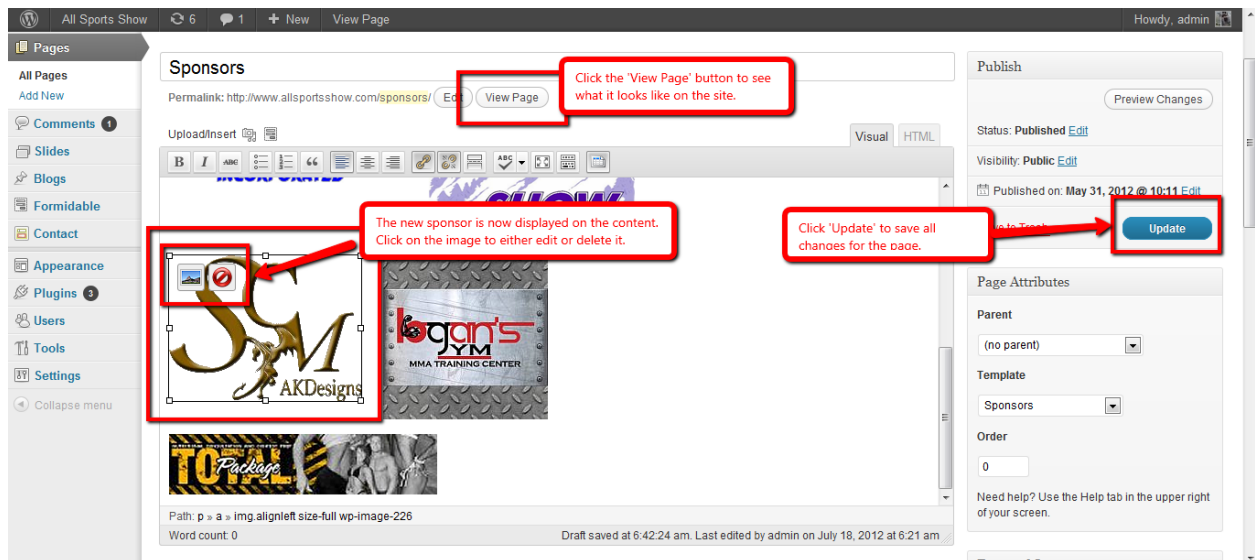 All Sports Show 6 1 + New View Page Howdy, admin
Pages
All Pages
Add New
Comments 1
Slides
Blogs
Formidable
Contact
Appearance
Plugins 3
Users
Tools
Settings
Collapse menu
Sponsors
Permalink: http://www.allsportsshow.com/sponsors/ Edit View Page
Click the 'View Page' button to see
what it looks like on the site.
Upload/Insert
Visual HTML
B I ABC “ ABC
INCORPORATED
SHOW
The new sponsor is now displayed on the content.
Click on the image to either edit or delete it.
SCM
AKDesigns
logan's
GYM
MMA TRAINING CENTER
TOTAL
Package
Path: p » a » img.alignleft size-full wp-image-226
Word count: 0 Draft saved at 6:42:24 am. Last edited by admin on July 18, 2012 at 6:21 am
Publish
Preview Changes
Status: Published Edit
Visibility: Public Edit
Published on: May 31, 2012 @ 10:11 Edit
Click 'Update' to save all
changes for the page.
to Trash
Update
Page Attributes
Parent
(no parent)
Template
Sponsors
Order
0
Need help? Use the Help tab in the upper right
of your screen.